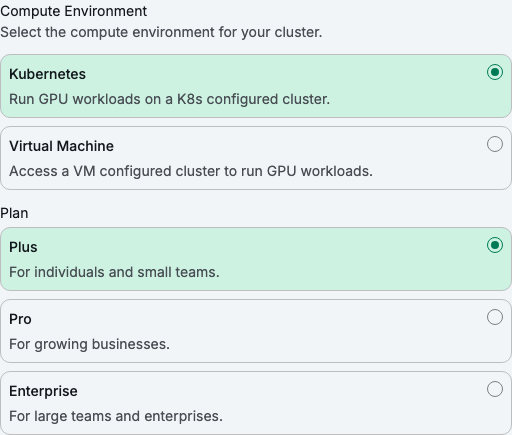 Compute Environment
Select the compute environment for your cluster.
Kubernetes
Run GPU workloads on a K8s configured cluster.
Virtual Machine
Access a VM configured cluster to run GPU workloads.
Plan
Plus
For individuals and small teams.
Pro
For growing businesses.
Enterprise
For large teams and enterprises.